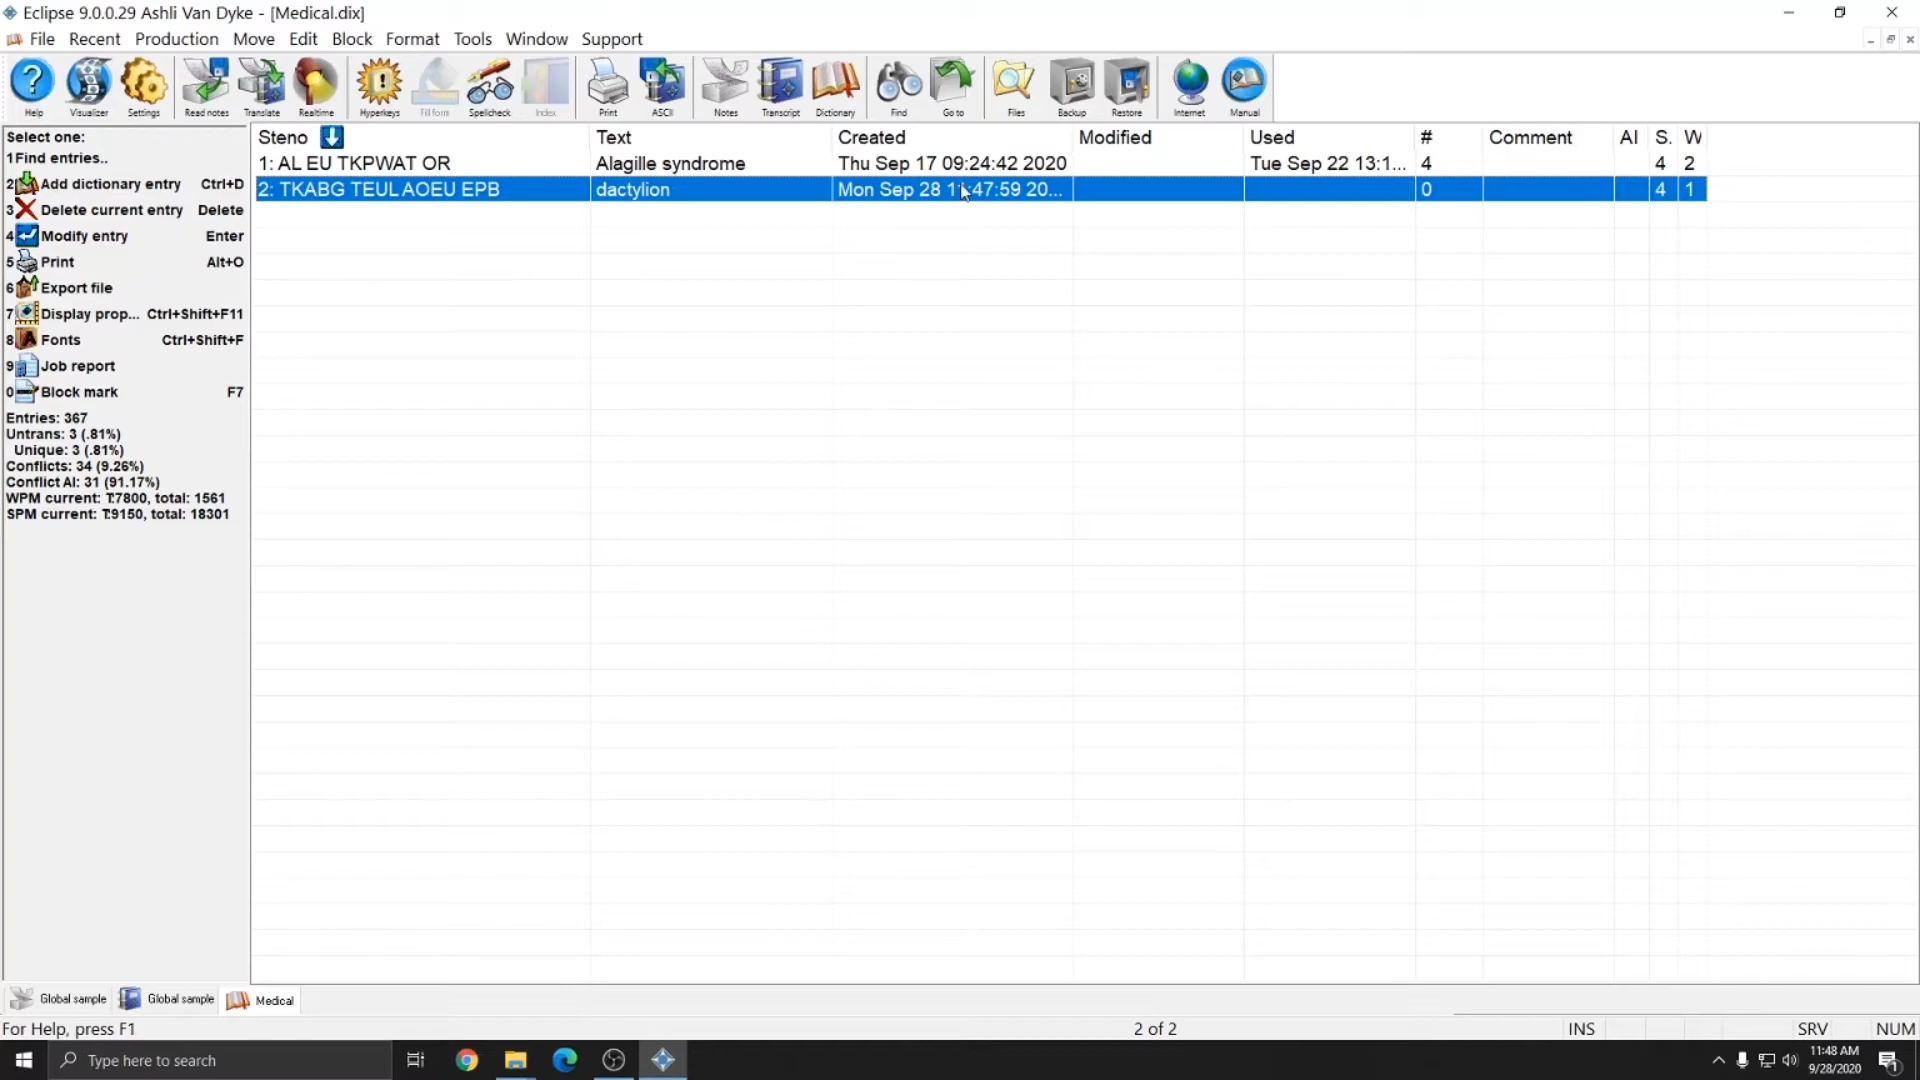 Eclipse 9.0.0.29 Ashli Van Dyke - [Medical.dix]
File Recent Production Move Edit Block Format Tools Window Support
Help Visualizer Settings Read notes Translate Realtime Hyperkeys Fill form Spellcheck Index Print ASCII Notes Transcript Dictionary Find Go to Files Backup Restore Internet Manual
Select one:
1Find entries..
2 Add dictionary entry Ctrl+D
3 Delete current entry Delete
4 Modify entry Enter
5 Print Alt+O
6 Export file
7 Display prop... Ctrl+Shift+F11
8 Fonts Ctrl+Shift+F
9 Job report
0 Block mark F7
Entries: 367
Untrans: 3 (.81%)
Unique: 3 (.81%)
Conflicts: 34 (9.26%)
Conflict AI: 31 (91.17%)
WPM current: T:7800, total: 1561
SPM current: T:9150, total: 18301
Steno Text Created Modified Used # Comment AI S. W
1: AL EU TKPWAT OR Alagille syndrome Thu Sep 17 09:24:42 2020 Tue Sep 22 13:1... 4 4 2
2: TKABG TEUL AOEU EPB dactylion Mon Sep 28 11:47:59 20... 0 4 1
Global sample Global sample Medical
For Help, press F1 2 of 2 INS SRV NUM
Type here to search
11:48 AM
9/28/2020
1